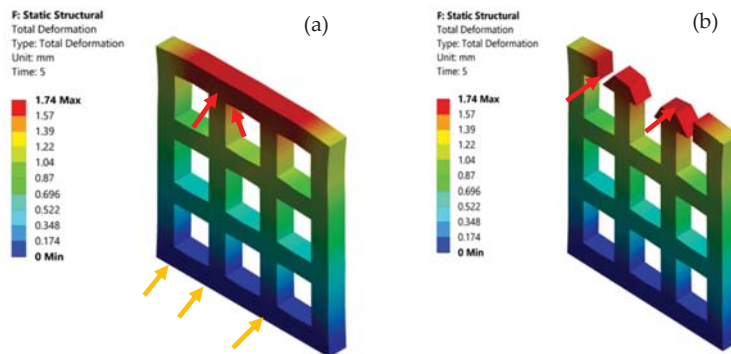 F: Static Structural
Total Deformation
Type: Total Deformation
Unit: mm
Time: 5
(a)
1.74 Max
1.57
1.39
1.22
1.04
0.87
0.696
0.522
0.348
0.174
0 Min
F: Static Structural
Total Deformation
Type: Total Deformation
Unit: mm
Time: 5
(b)
1.74 Max
1.57
1.39
1.22
1.04
0.87
0.696
0.522
0.348
0.174
0 Min